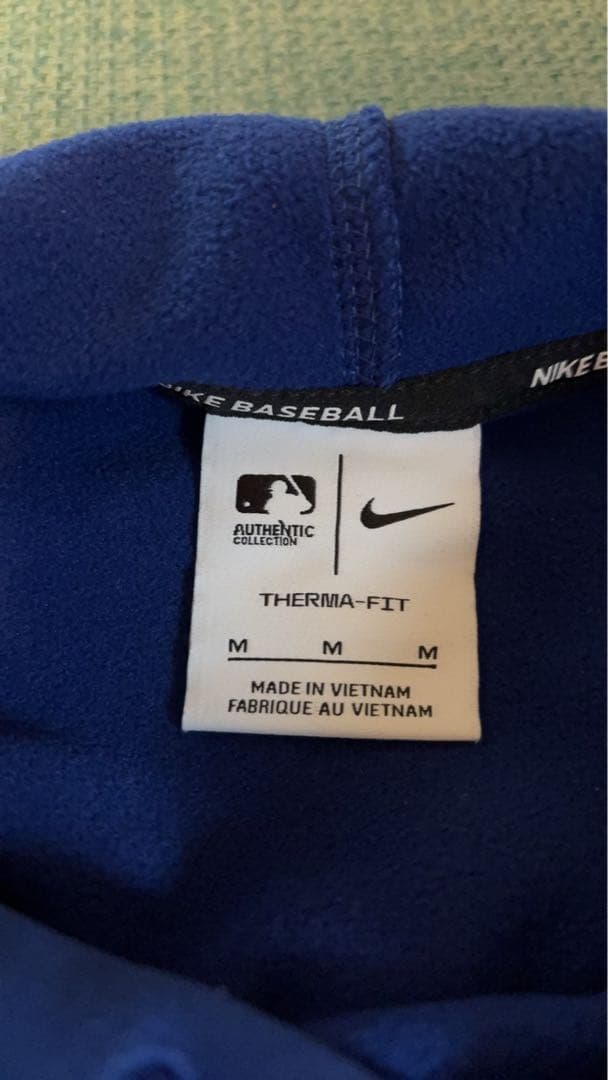 NIKE BASEBALL
NIKE B
AUTHENTIC
COLLECTION
THERMA-FIT
M M M
MADE IN VIETNAM
FABRIQUE AU VIETNAM